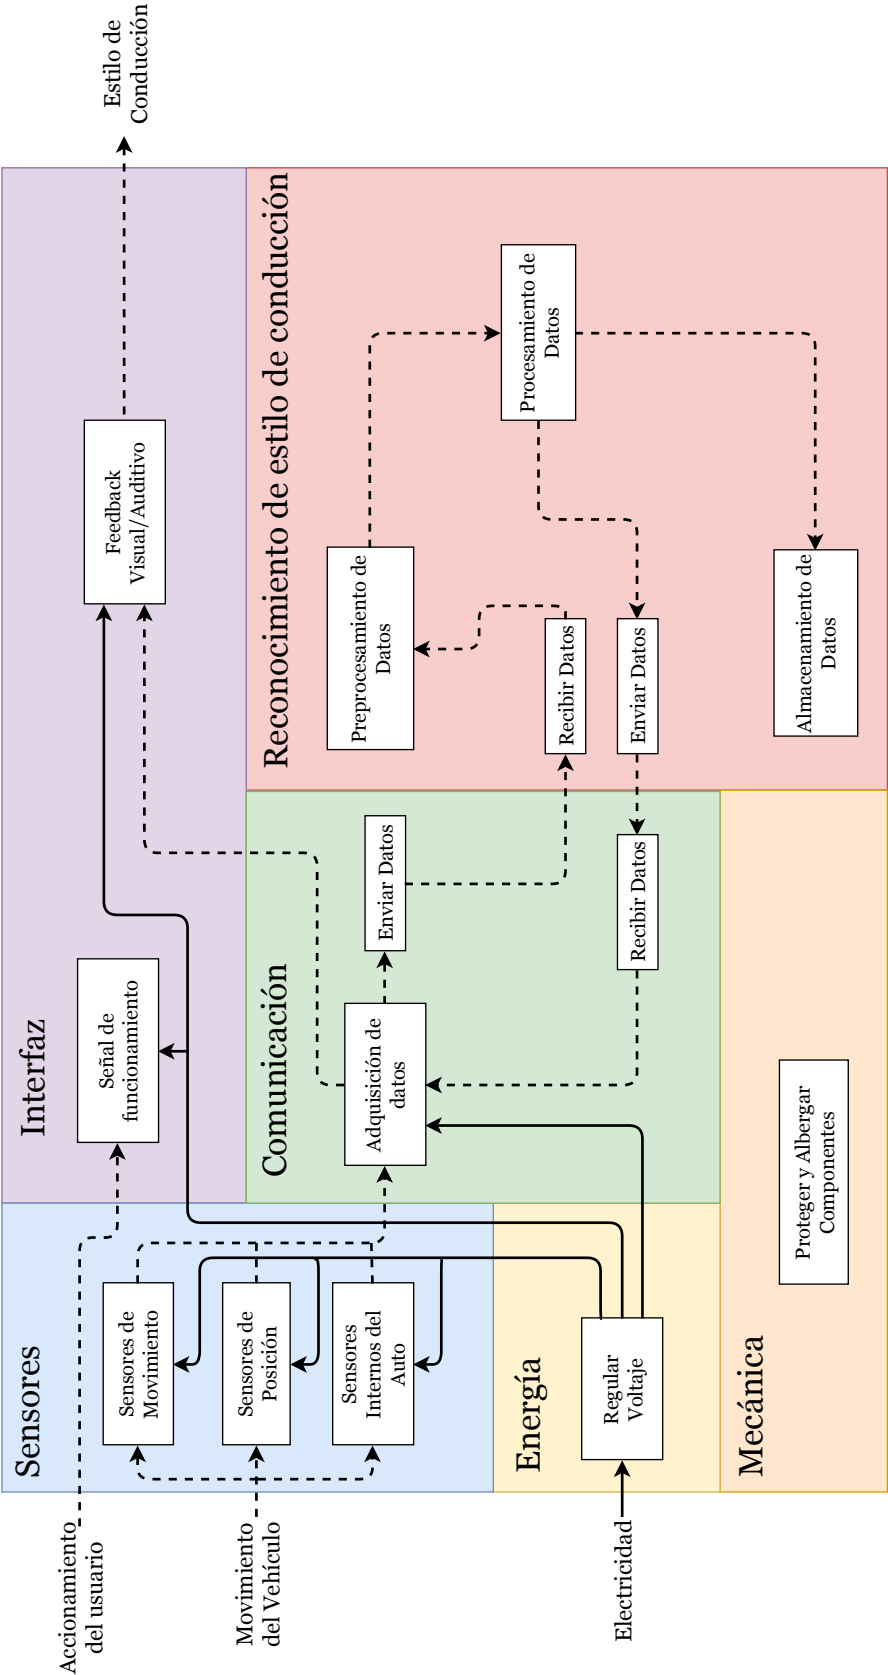 Accionamiento
del usuario
Movimiento
del Vehículo
Electricidad
Sensores
Sensores de
Movimiento
Sensores de
Posición
Sensores
Internos del
Auto
Energía
Regular
Voltaje
Mecánica
Proteger y Albergar
Componentes
Interfaz
Señal de
funcionamiento
Feedback
Visual/Auditivo
Comunicación
Adquisición de
datos
Enviar Datos
Recibir Datos
Reconocimiento de estilo de conducción
Preprocesamiento de
Datos
Recibir Datos
Enviar Datos
Procesamiento de
Datos
Almacenamiento de
Datos
Estilo de
Conducción